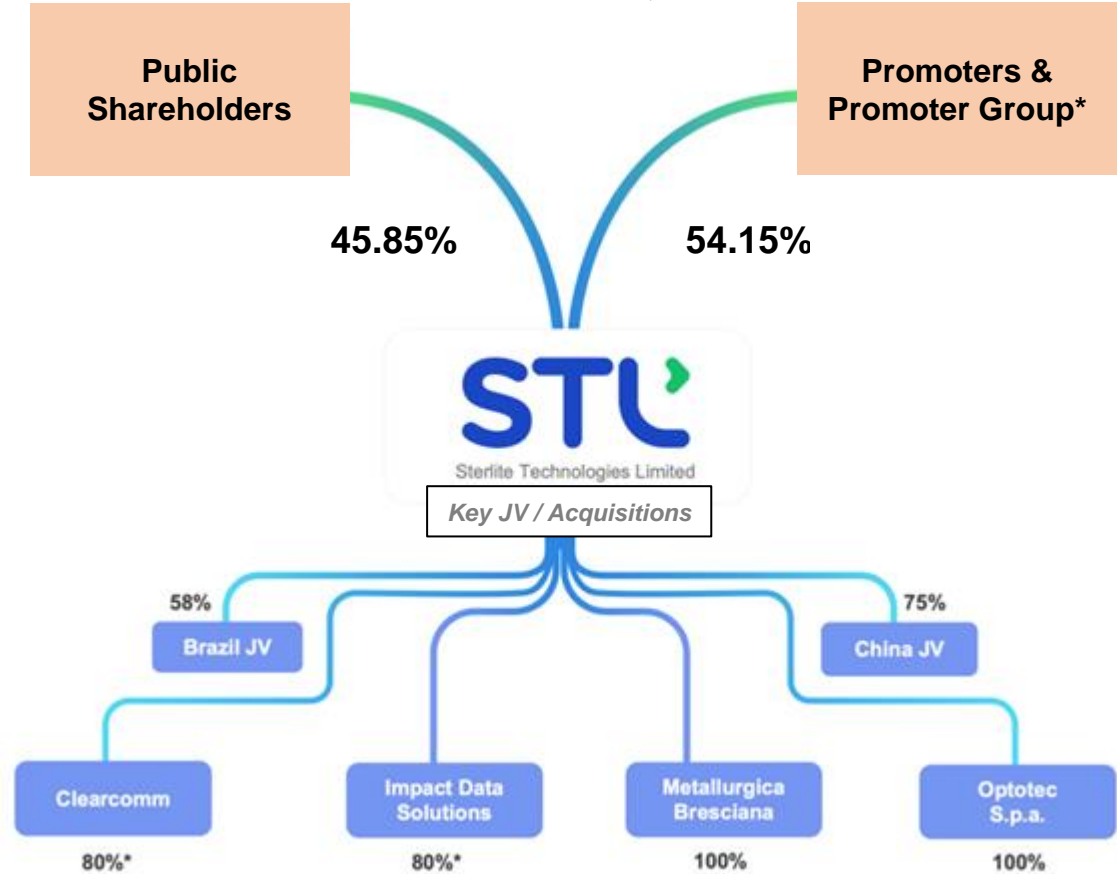 Public
Shareholders
Promoters &
Promoter Group*
45.85%
54.15%
STL
Sterlite Technologies Limited
Key JV / Acquisitions
58%
Brazil JV
75%
China JV
Clearcomm
80%*
Impact Data
Solutions
80%*
Metallurgica
Bresciana
100%
Optotec
S.p.a.
100%